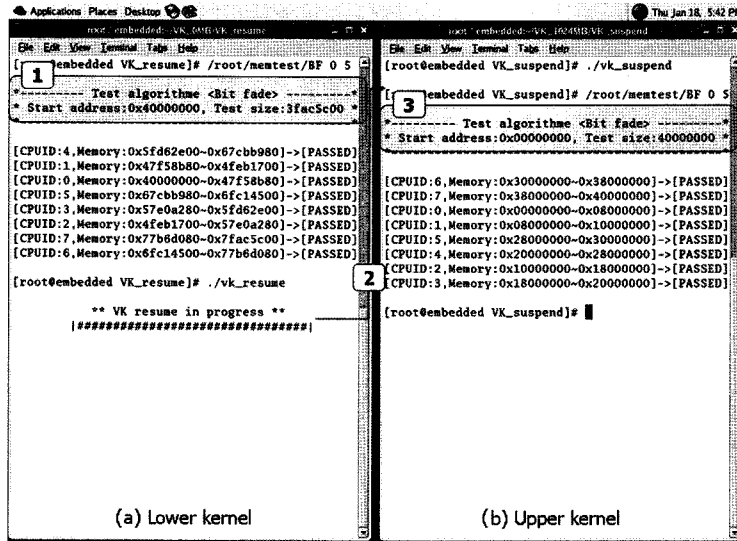 Applications Places Desktop
Thu Jan 18, 5:42 P
root@embedded:~/VK_0MB/VK_resume
File Edit View Terminal Tabs Help
1
embedded VK_resume]# /root/memtest/BF 0 5
*-------- Test algorithme <Bit fade> --------*
* Start address:0x40000000, Test size:3fac5c00 *
[CPUID:4,Memory:0x5fd62e00~0x67cbb980]->[PASSED]
[CPUID:1,Memory:0x47f58b80~0x4feb1700]->[PASSED]
[CPUID:0,Memory:0x40000000~0x47f58b80]->[PASSED]
[CPUID:5,Memory:0x67cbb980~0x6fc14500]->[PASSED]
[CPUID:3,Memory:0x57e0a280~0x5fd62e00]->[PASSED]
[CPUID:2,Memory:0x4feb1700~0x57e0a280]->[PASSED]
[CPUID:7,Memory:0x77b6d080~0x7fac5c00]->[PASSED]
[CPUID:6,Memory:0x6fc14500~0x77b6d080]->[PASSED]
[root@embedded VK_resume]# ./vk_resume
2
** VK resume in progress **
|##############################|
(a) Lower kernel
root@embedded:~/VK_1024MB/VK_suspend
File Edit View Terminal Tabs Help
[root@embedded VK_suspend]# ./vk_suspend
[root@embedded VK_suspend]# /root/memtest/BF 0 5
3
*-------- Test algorithme <Bit fade> --------*
* Start address:0x00000000, Test size:40000000 *
[CPUID:6,Memory:0x30000000~0x38000000]->[PASSED]
[CPUID:7,Memory:0x38000000~0x40000000]->[PASSED]
[CPUID:0,Memory:0x00000000~0x08000000]->[PASSED]
[CPUID:1,Memory:0x08000000~0x10000000]->[PASSED]
[CPUID:5,Memory:0x28000000~0x30000000]->[PASSED]
[CPUID:4,Memory:0x20000000~0x28000000]->[PASSED]
[CPUID:2,Memory:0x10000000~0x18000000]->[PASSED]
[CPUID:3,Memory:0x18000000~0x20000000]->[PASSED]
[root@embedded VK_suspend]#
(b) Upper kernel